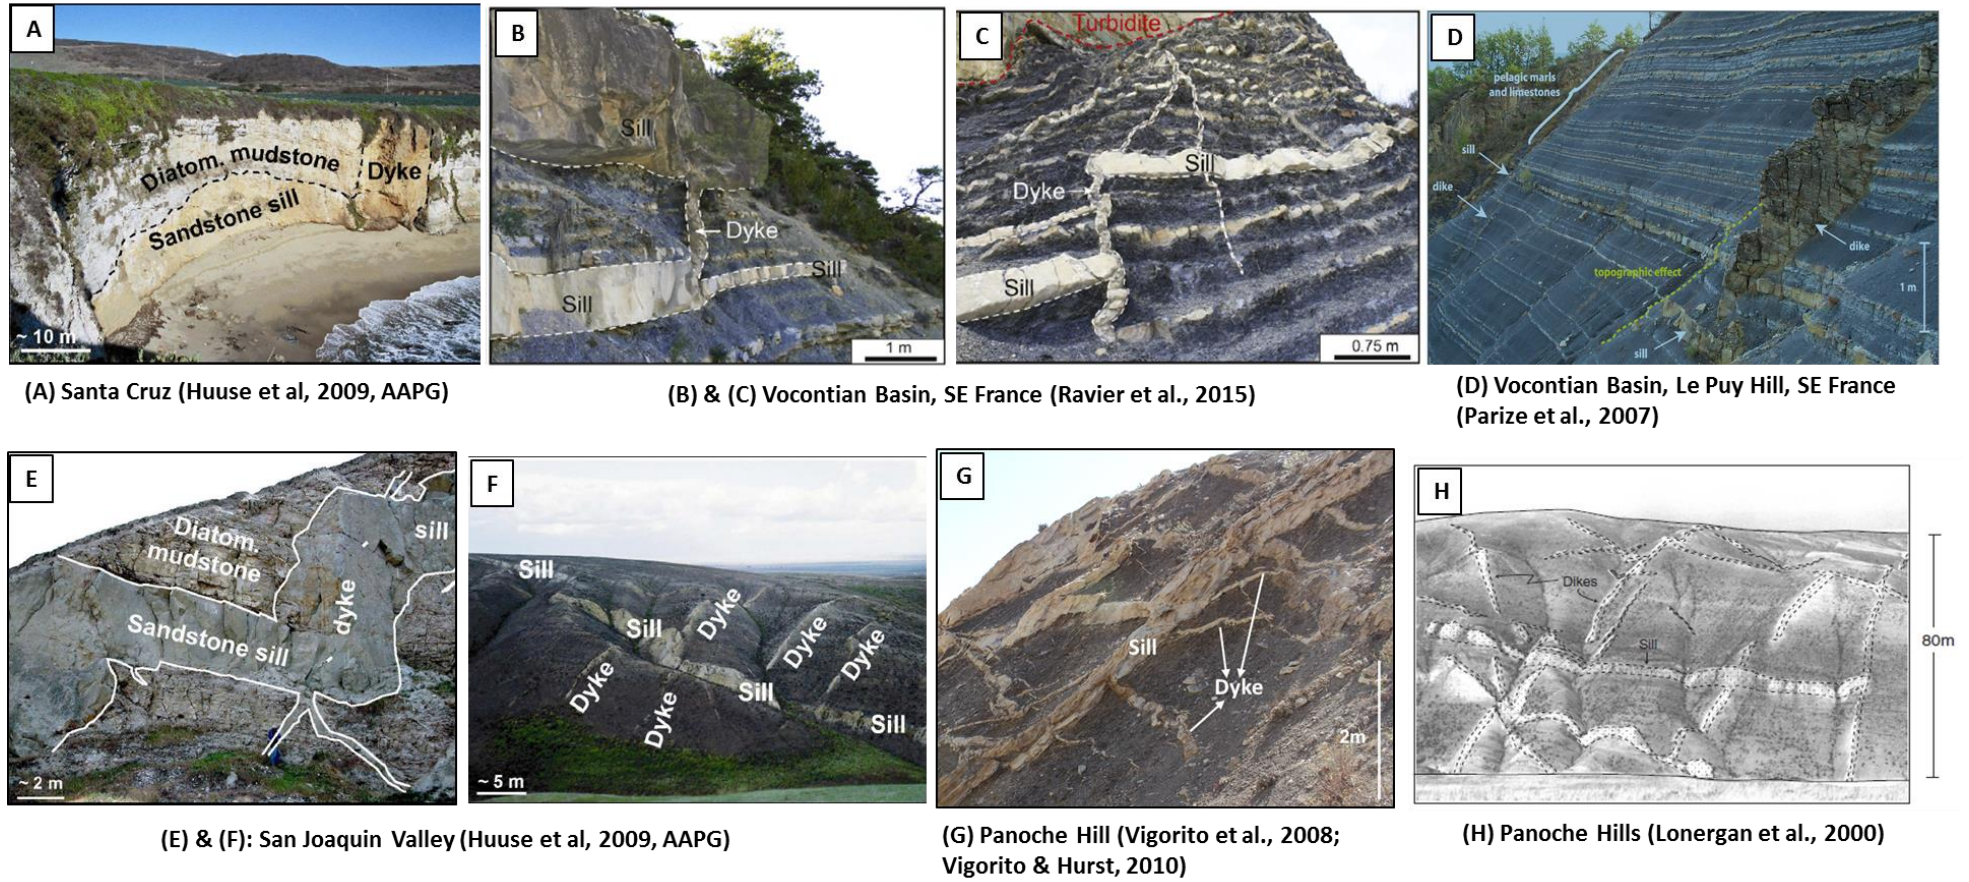 A
Diatom. mudstone
Dyke
Sandstone sill
~ 10 m
B
Sill
Dyke
Sill
Sill
1 m
C
Turbidite
Sill
Dyke
Sill
0.75 m
D
pelagic marls
and limestones
sill
dike
dike
topographic effect
1 m
sill
(A) Santa Cruz (Huuse et al, 2009, AAPG)
(B) & (C) Vocontian Basin, SE France (Ravier et al., 2015)
(D) Vocontian Basin, Le Puy Hill, SE France
(Parize et al., 2007)
E
Diatom.
mudstone
sill
dyke
Sandstone sill
~ 2 m
F
Sill
Sill
Dyke
Dyke
Dyke
Dyke
Dyke
Sill
Sill
~ 5 m
G
Sill
Dyke
2m
H
Dikes
Sill
80m
(E) & (F): San Joaquin Valley (Huuse et al, 2009, AAPG)
(G) Panoche Hill (Vigorito et al., 2008;
Vigorito & Hurst, 2010)
(H) Panoche Hills (Lonergan et al., 2000)